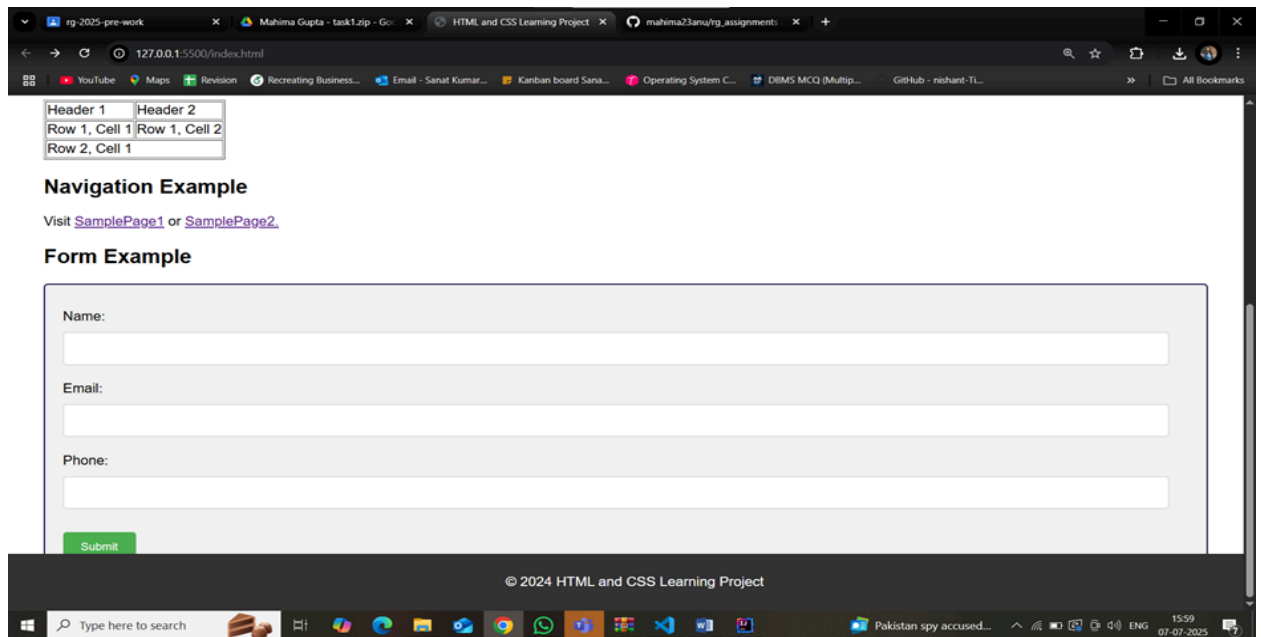 rg-2025-pre-work
Mahima Gupta - task1.zip - Goo
HTML and CSS Learning Project
mahima23anu/rg_assignments
127.0.0.1:5500/index.html
YouTube
Maps
Revision
Recreating Business...
Email - Sanat Kumar...
Kanban board Sana...
Operating System C...
DBMS MCQ (Multip...
GitHub - nishant-Ti...
All Bookmarks
Header 1 Header 2
Row 1, Cell 1 Row 1, Cell 2
Row 2, Cell 1
Navigation Example
Visit SamplePage1 or SamplePage2.
Form Example
Name:
Email:
Phone:
Submit
© 2024 HTML and CSS Learning Project
Type here to search
Pakistan spy accused...
ENG
15:59
07-07-2025